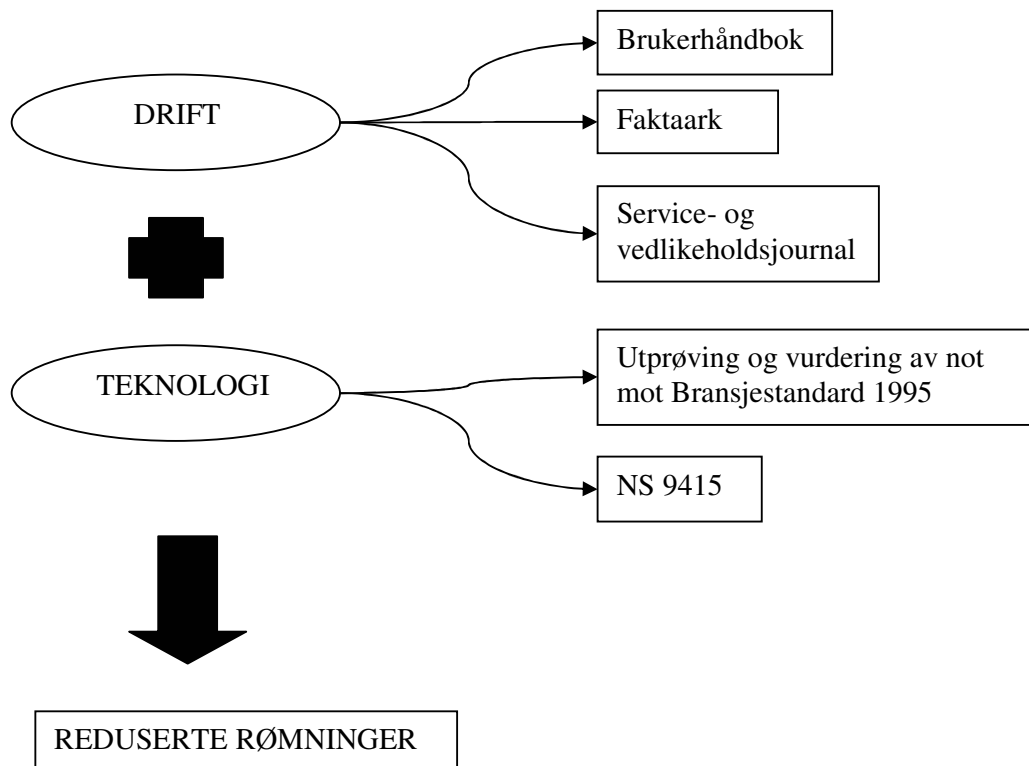 DRIFT
Brukerhåndbok
Faktaark
Service- og
vedlikeholdsjournal
TEKNOLOGI
Utprøving og vurdering av not
mot Bransjestandard 1995
NS 9415
REDUSERTE RØMNINGER